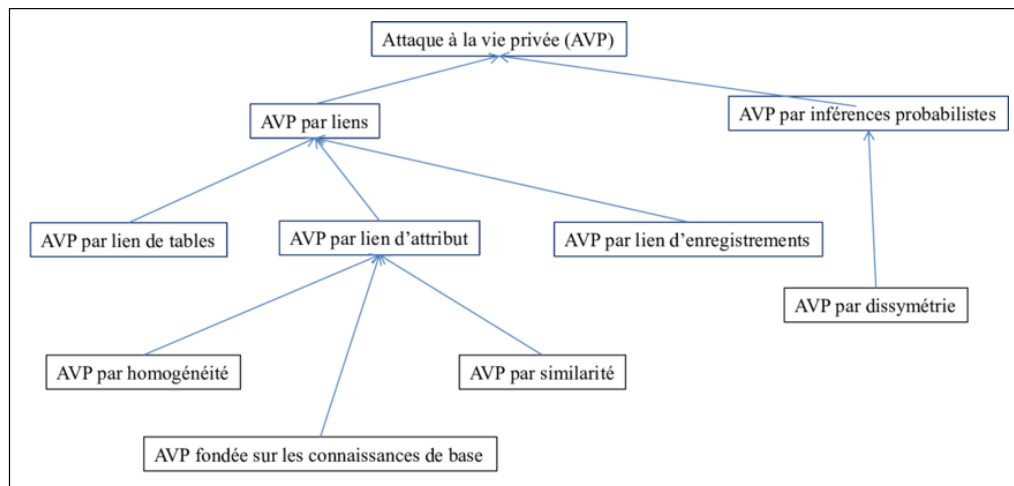 Attaque à la vie privée (AVP)
AVP par liens
AVP par inférences probabilistes
AVP par lien de tables
AVP par lien d'attribut
AVP par lien d'enregistrements
AVP par dissymétrie
AVP par homogénéité
AVP par similarité
AVP fondée sur les connaissances de base